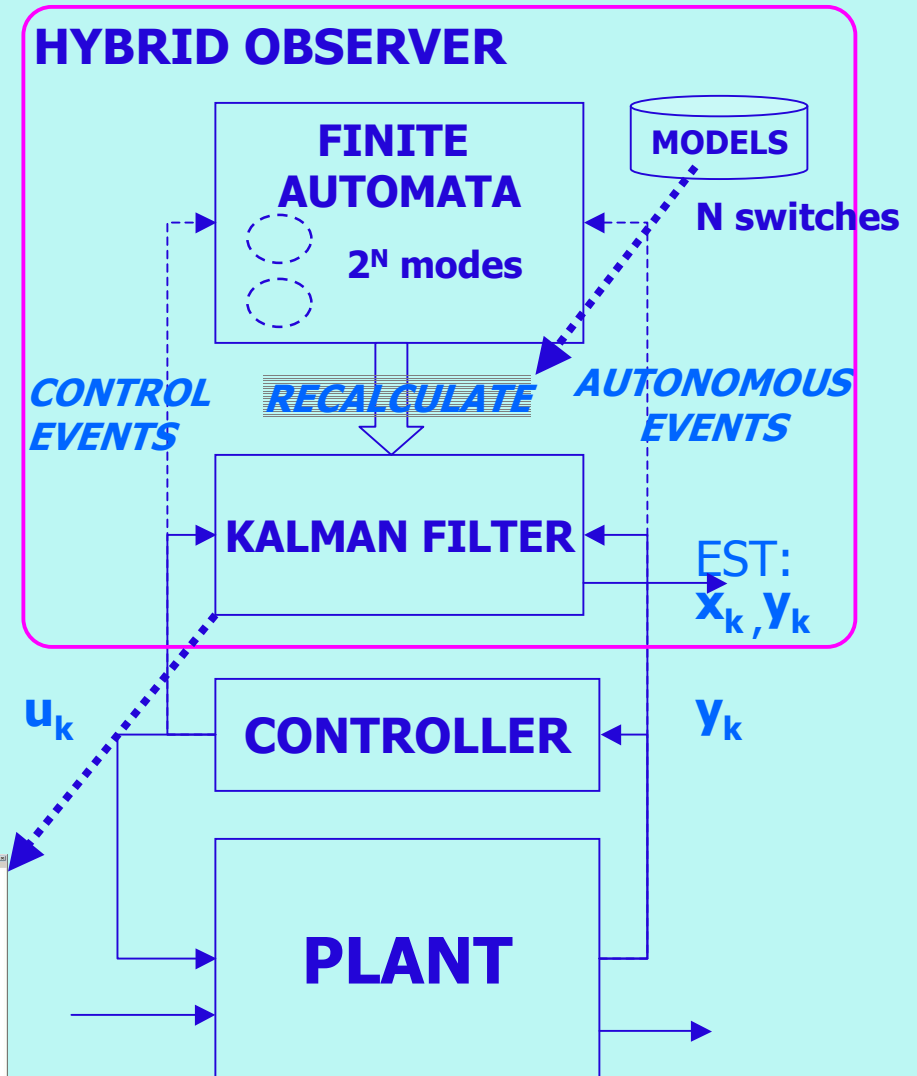 HYBRID OBSERVER
FINITE
AUTOMATA
2ᴺ modes
MODELS
N switches
CONTROL
EVENTS
RECALCULATE
AUTONOMOUS
EVENTS
KALMAN FILTER
EST:
xₖ ,yₖ
uₖ
CONTROLLER
yₖ
PLANT